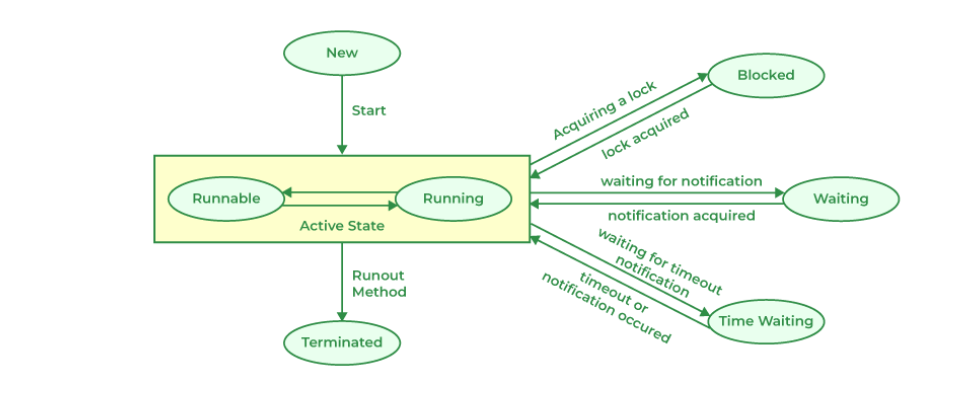 New
Start
Blocked
Acquiring a lock
lock acquired
Runnable
Running
Active State
waiting for notification
Waiting
notification acquired
waiting for timeout
notification
timeout or
notification occured
Time Waiting
Runout
Method
Terminated